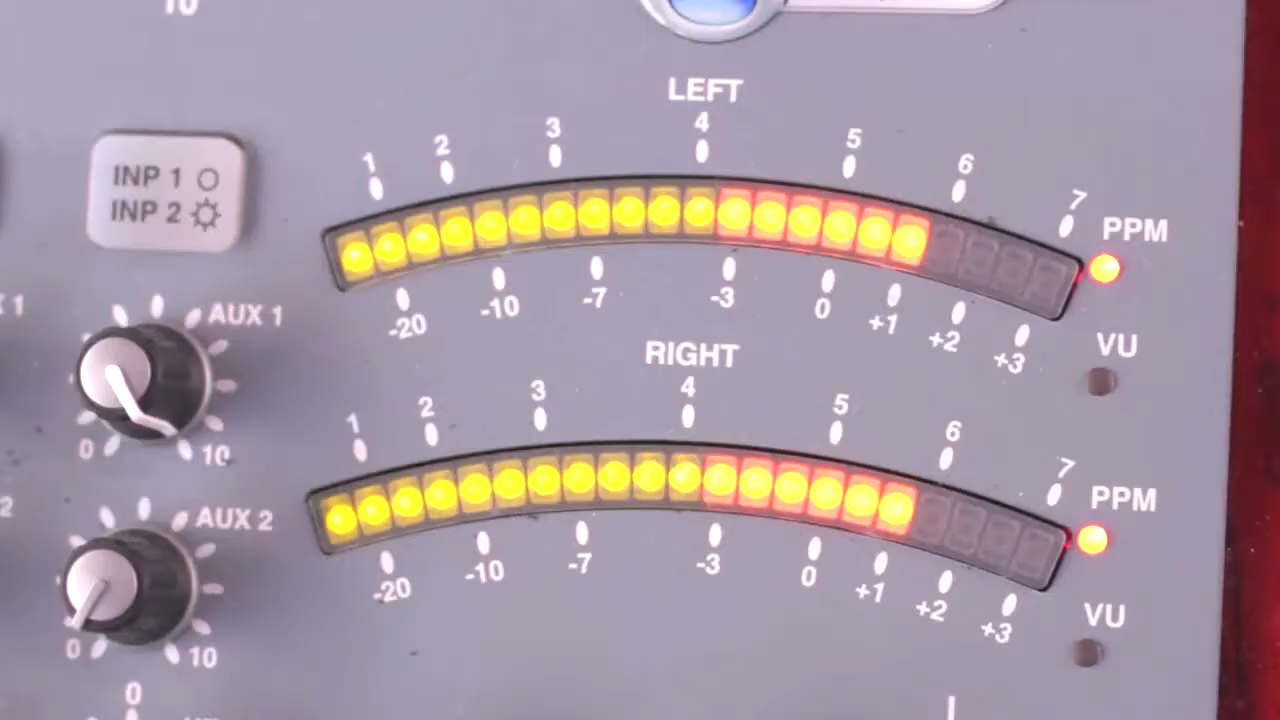 10
LEFT
1 2 3 4 5 6 7
PPM
INP 1
INP 2
-20 -10 -7 -3 0 +1 +2 +3
VU
AUX 1
0 10
RIGHT
1 2 3 4 5 6 7
PPM
-20 -10 -7 -3 0 +1 +2 +3
VU
AUX 2
0 10
0